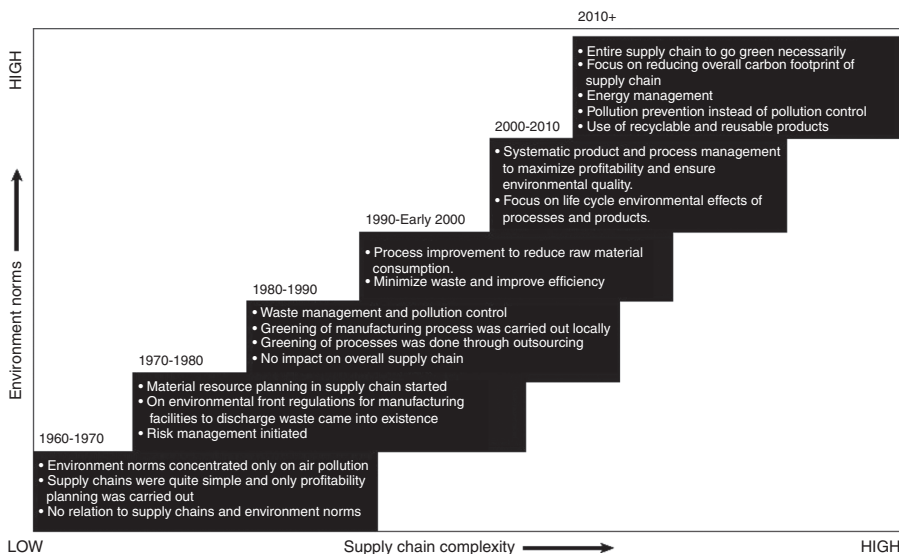 2010+
HIGH
• Entire supply chain to go green necessarily
• Focus on reducing overall carbon footprint of
supply chain
• Energy management
• Pollution prevention instead of pollution control
• Use of recyclable and reusable products
2000-2010
• Systematic product and process management
to maximize profitability and ensure
environmental quality.
• Focus on life cycle environmental effects of
processes and products.
1990-Early 2000
• Process improvement to reduce raw material
consumption.
• Minimize waste and improve efficiency
1980-1990
• Waste management and pollution control
• Greening of manufacturing process was carried out locally
• Greening of processes was done through outsourcing
• No impact on overall supply chain
1970-1980
• Material resource planning in supply chain started
• On environmental front regulations for manufacturing
facilities to discharge waste came into existence
• Risk management initiated
1960-1970
• Environment norms concentrated only on air pollution
• Supply chains were quite simple and only profitability
planning was carried out
• No relation to supply chains and environment norms
Environment norms
LOW
Supply chain complexity
HIGH